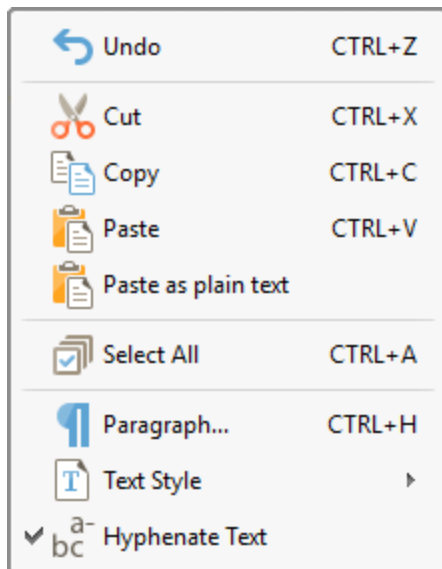 Undo CTRL+Z
Cut CTRL+X
Copy CTRL+C
Paste CTRL+V
Paste as plain text
Select All CTRL+A
Paragraph... CTRL+H
T Text Style
a-
bc Hyphenate Text